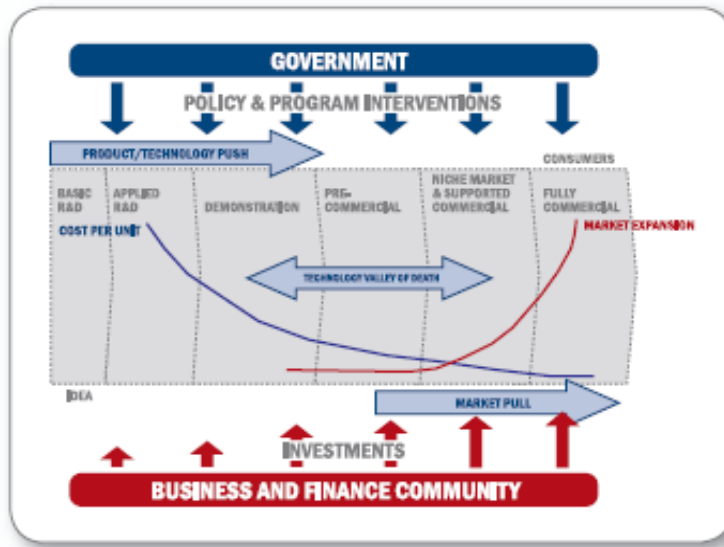 GOVERNMENT
POLICY & PROGRAM INTERVENTIONS
PRODUCT/TECHNOLOGY PUSH
CONSUMERS
BASIC
R&D
APPLIED
R&D
DEMONSTRATION
PRE-
COMMERCIAL
NICHE MARKET
& SUPPORTED
COMMERCIAL
FULLY
COMMERCIAL
COST PER UNIT
MARKET EXPANSION
TECHNOLOGY VALLEY OF DEATH
IDEA
MARKET PULL
INVESTMENTS
BUSINESS AND FINANCE COMMUNITY